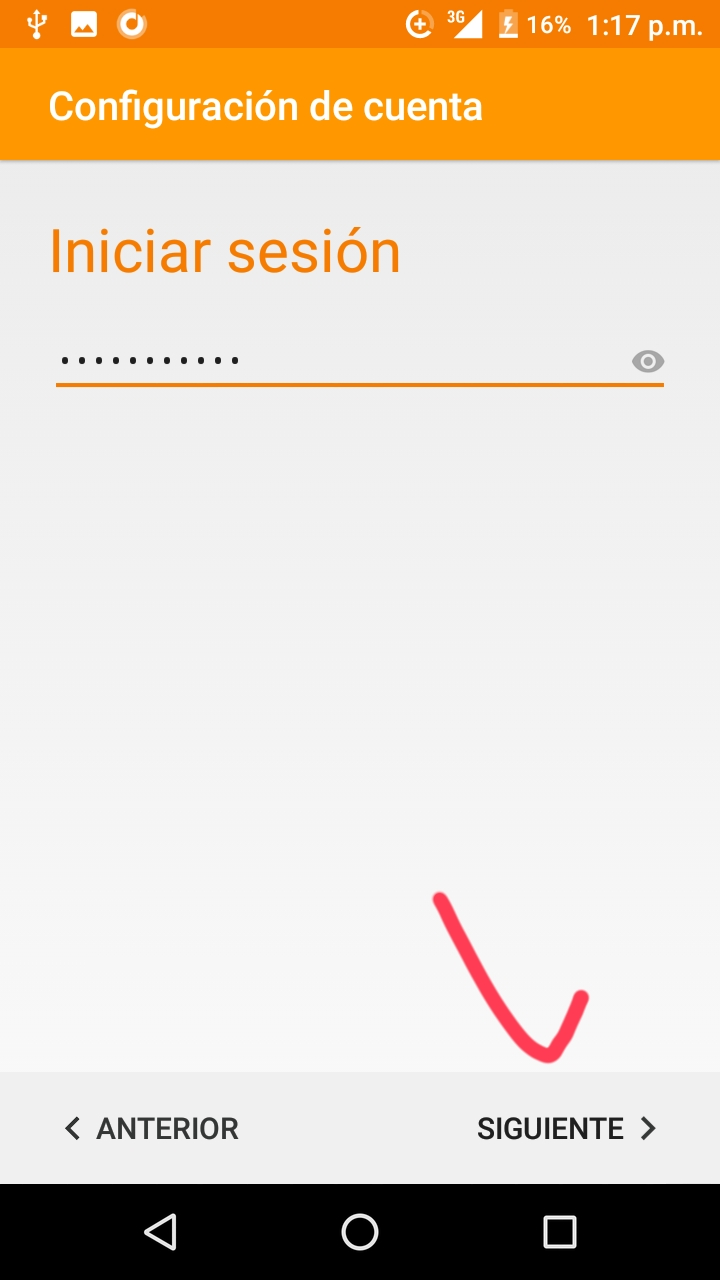 3G 16% 1:17 p.m.
Configuración de cuenta
Iniciar sesión
•••••••••••
ANTERIOR SIGUIENTE